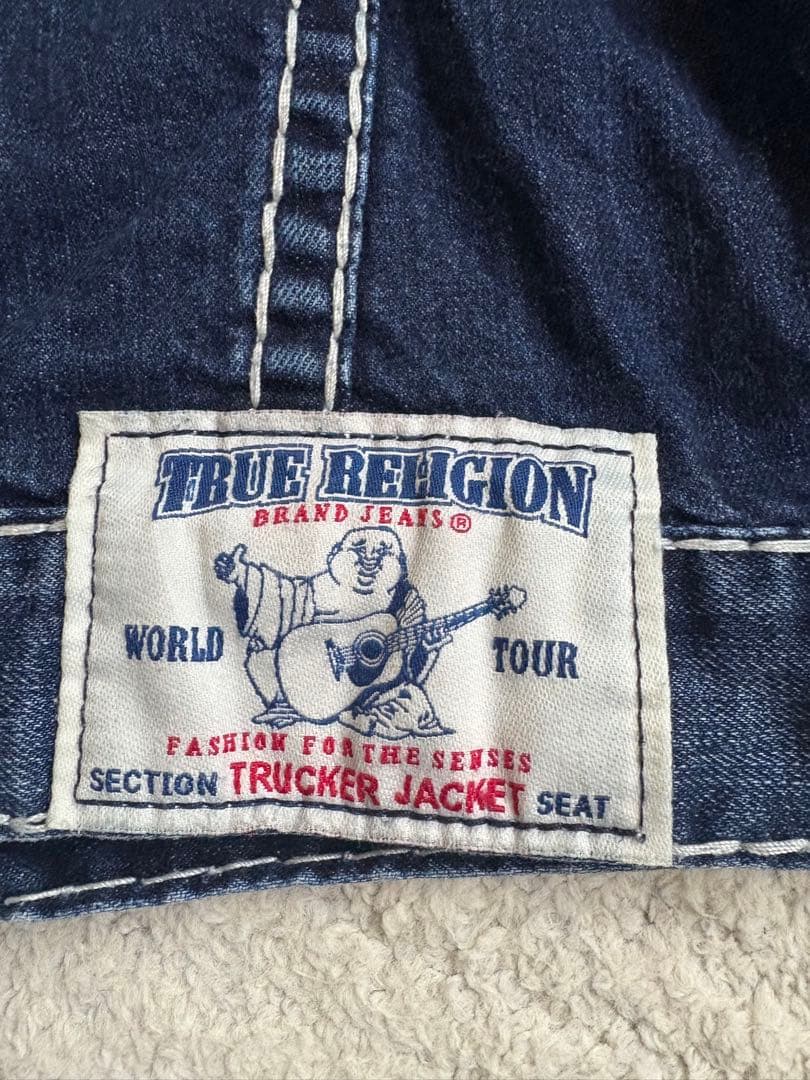 TRUE RELIGION
BRAND JEANS®
WORLD TOUR
FASHION FOR THE SENSES
SECTION TRUCKER JACKET SEAT